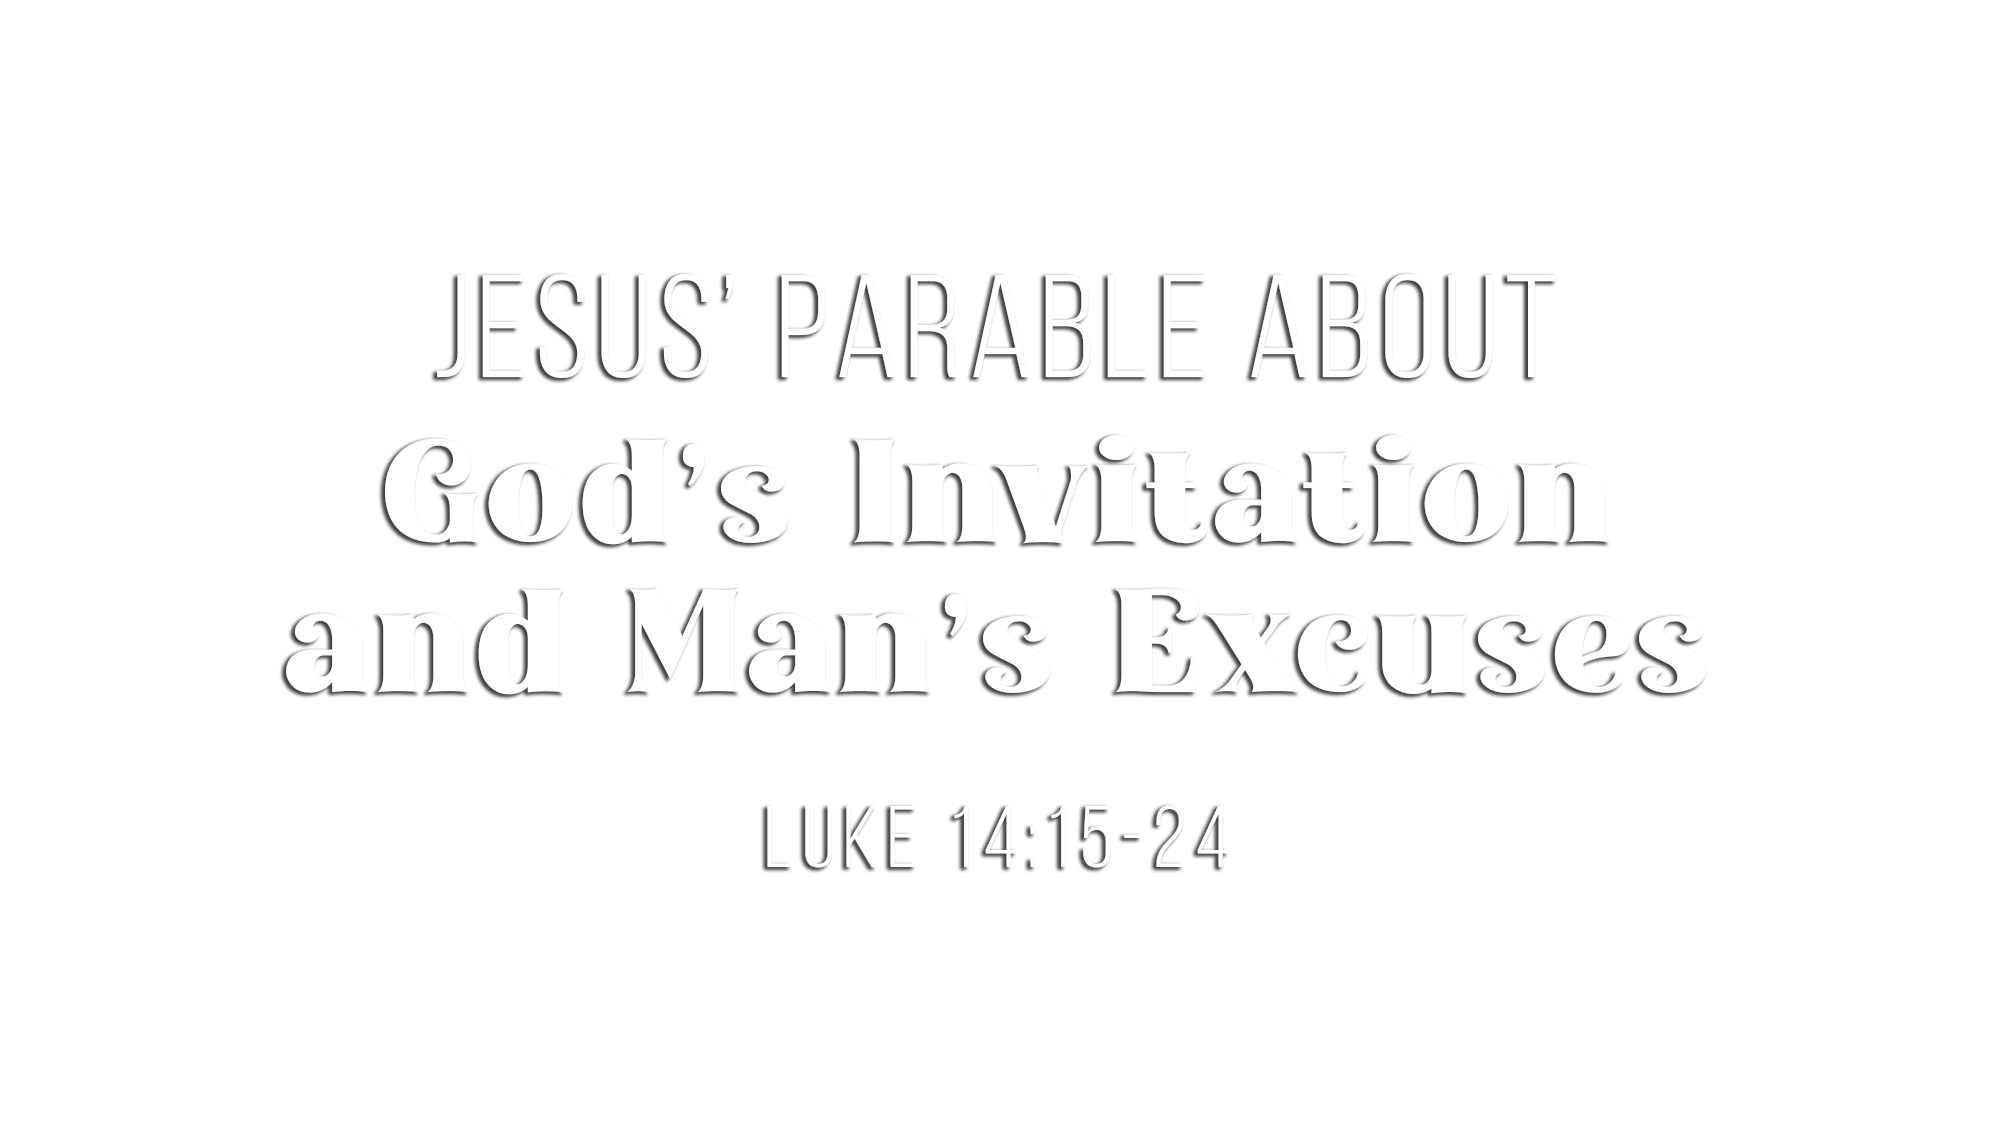 JESUS’ PARABLE ABOUT
God’s Invitation
and Man’s Excuses
LUKE 14:15-24